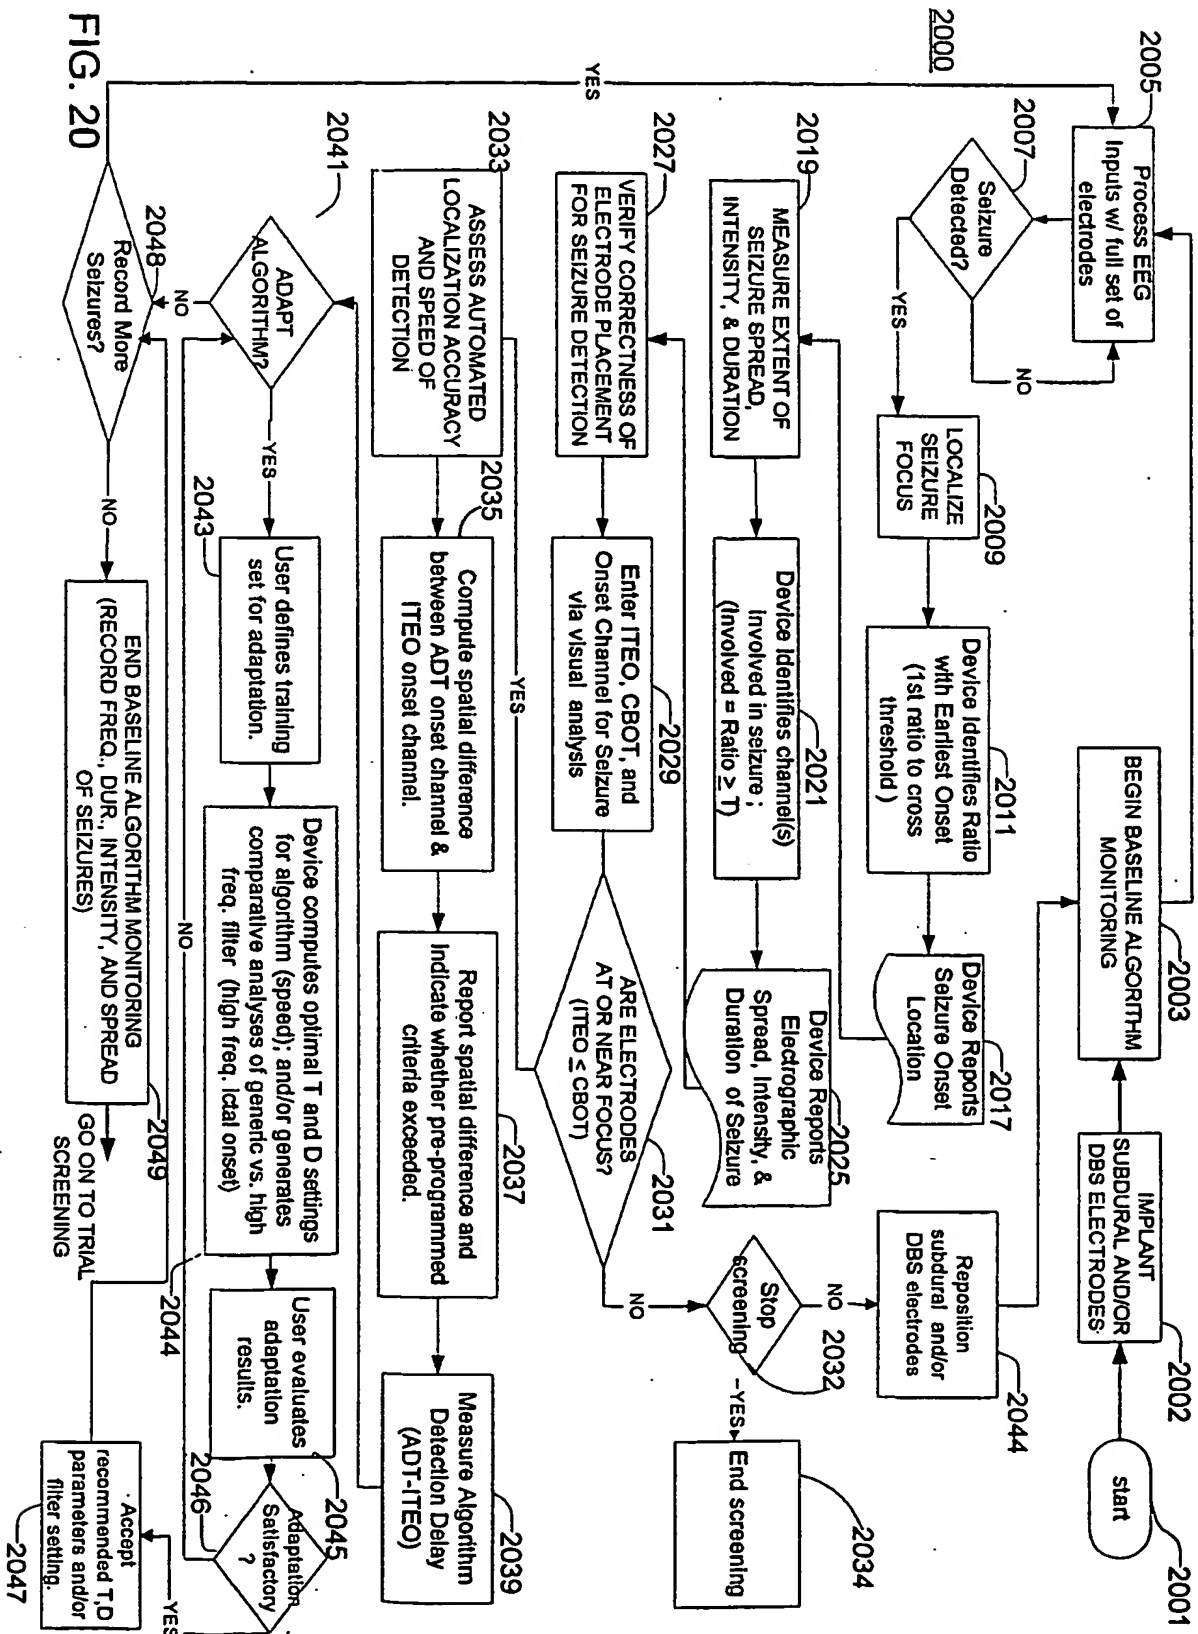 2000
start
2001
IMPLANT
SUBDURAL AND/OR
DBS ELECTRODES
2002
BEGIN BASELINE ALGORITHM
MONITORING
2003
2005
Process EEG
Inputs w/ full set of
electrodes
2007
Seizure
Detected?
NO
YES
LOCALIZE
SEIZURE
FOCUS
2009
Device Identifies Ratio
with Earliest Onset
(1st ratio to cross
threshold )
2011
Device Reports
Seizure Onset
Location
2017
2019
MEASURE EXTENT OF
SEIZURE SPREAD,
INTENSITY, & DURATION
Device Identifies channel(s)
involved in seizure ;
(Involved = Ratio ≥ T)
2021
Device Reports
Electrographic
Spread, Intensity, &
Duration of Seizure
2025
2027
VERIFY CORRECTNESS OF
ELECTRODE PLACEMENT
FOR SEIZURE DETECTION
Enter ITEO, CBOT, and
Onset Channel for Seizure
via visual analysis
2029
ARE ELECTRODES
AT OR NEAR FOCUS?
(ITEO ≤ CBOT)
2031
YES
NO
Stop
screening
2032
NO
YES
Reposition
subdural and/or
DBS electrodes
2044
End screening
2034
2033
ASSESS AUTOMATED
LOCALIZATION ACCURACY
AND SPEED OF
DETECTION
2035
Compute spatial difference
between ADT onset channel &
ITEO onset channel.
Report spatial difference and
indicate whether pre-programmed
criteria exceeded.
2037
Measure Algorithm
Detection Delay
(ADT-ITEO)
2039
2041
ADAPT
ALGORITHM?
YES
NO
User defines training
set for adaptation.
2043
Device computes optimal T and D settings
for algorithm (speed); and/or generates
comparative analyses of generic vs. high
freq. filter (high freq. ictal onset)
2044
User evaluates
adaptation
results.
2045
Adaptation
Satisfactory
?
2046
NO
YES
Accept
recommended T,D
parameters and/or
filter setting.
2047
2048
Record More
Seizures?
YES
NO
END BASELINE ALGORITHM MONITORING
(RECORD FREQ., DUR., INTENSITY, AND SPREAD
OF SEIZURES)
2049
GO ON TO TRIAL
SCREENING
FIG. 20